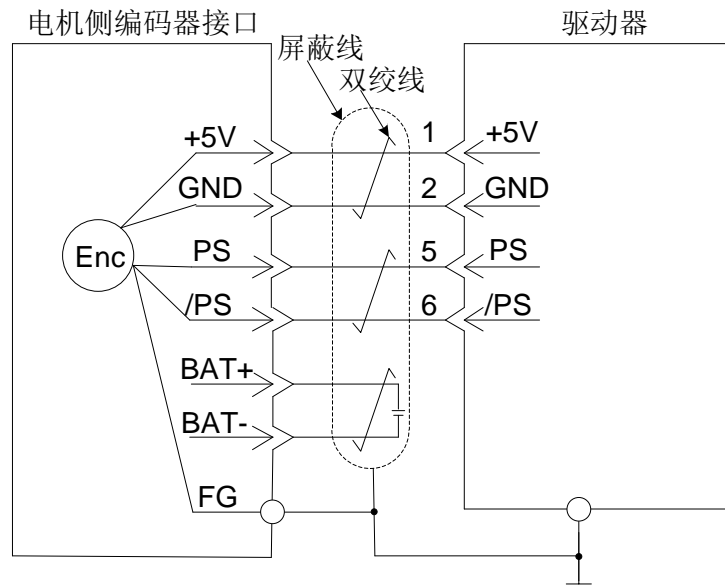 电机侧编码器接口
驱动器
屏蔽线
双绞线
+5V 1 +5V
GND 2 GND
Enc
PS 5 PS
/PS 6 /PS
BAT+
BAT-
FG